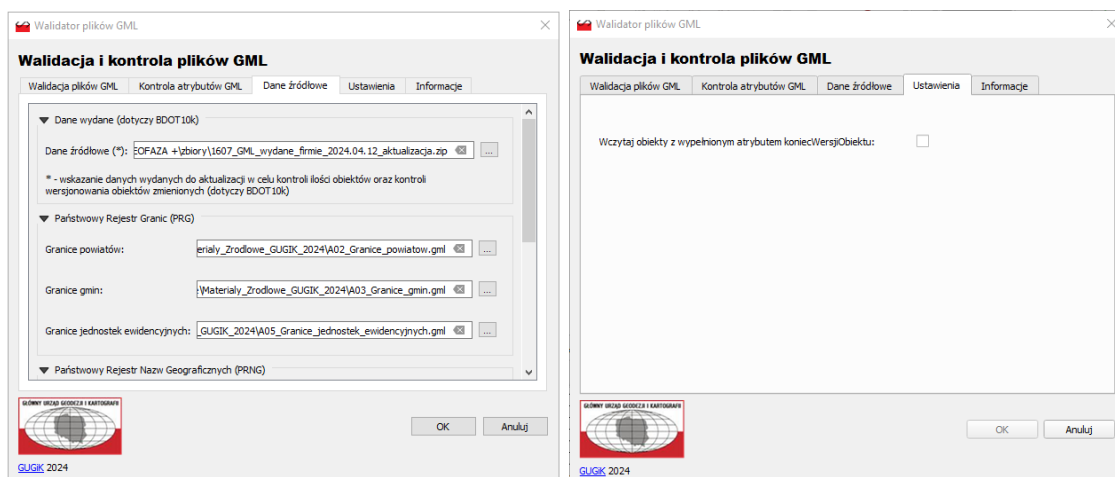 Walidator plików GML
Walidacja i kontrola plików GML
Walidacja plików GML Kontrola atrybutów GML Dane źródłowe Ustawienia Informacje
Dane wydane (dotyczy BDOT10k)
Dane źródłowe (*): EOFAZA +\zbiory\1607_GML_wydane_firmie_2024.04.12_aktualizacja.zip ...
* - wskazanie danych wydanych do aktualizacji w celu kontroli ilości obiektów oraz kontroli
wersjonowania obiektów zmienionych (dotyczy BDOT10k)
Państwowy Rejestr Granic (PRG)
Granice powiatów: erialy_Zrodlowe_GUGIK_2024\A02_Granice_powiatow.gml ...
Granice gmin: \Materialy_Zrodlowe_GUGIK_2024\A03_Granice_gmin.gml ...
Granice jednostek ewidencyjnych: _GUGIK_2024\A05_Granice_jednostek_ewidencyjnych.gml ...
Państwowy Rejestr Nazw Geograficznych (PRNG)
GŁÓWNY URZĄD GEODEZJI I KARTOGRAFII
OK Anuluj
GUGiK 2024
Walidator plików GML
Walidacja i kontrola plików GML
Walidacja plików GML Kontrola atrybutów GML Dane źródłowe Ustawienia Informacje
Wczytaj obiekty z wypełnionym atrybutem koniecWersjiObiektu:
GŁÓWNY URZĄD GEODEZJI I KARTOGRAFII
OK Anuluj
GUGiK 2024